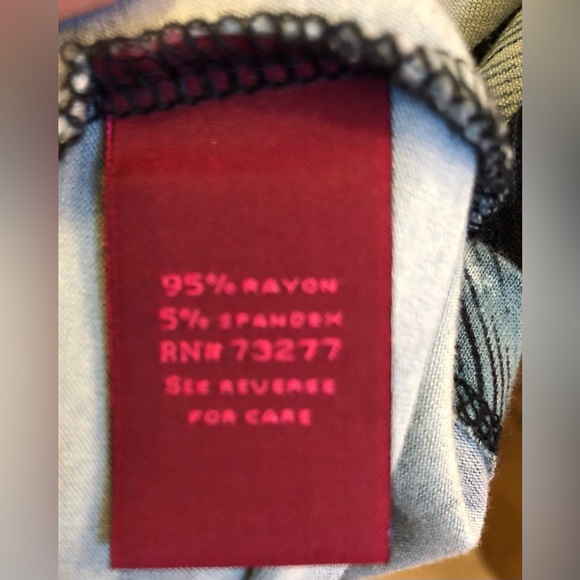 95% RAYON
5% SPANDEX
RN# 73277
SEE REVERSE
FOR CARE